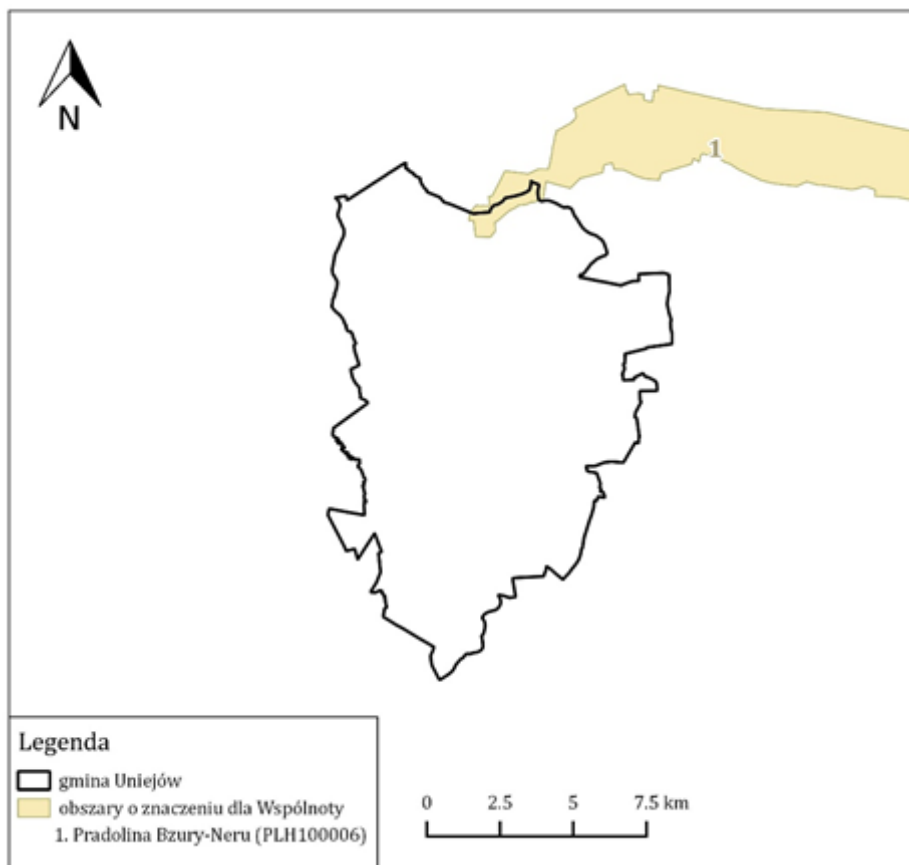 N
1
Legenda
gmina Uniejów
obszary o znaczeniu dla Wspólnoty
1. Pradolina Bzury-Neru (PLH100006)
0 2.5 5 7.5 km